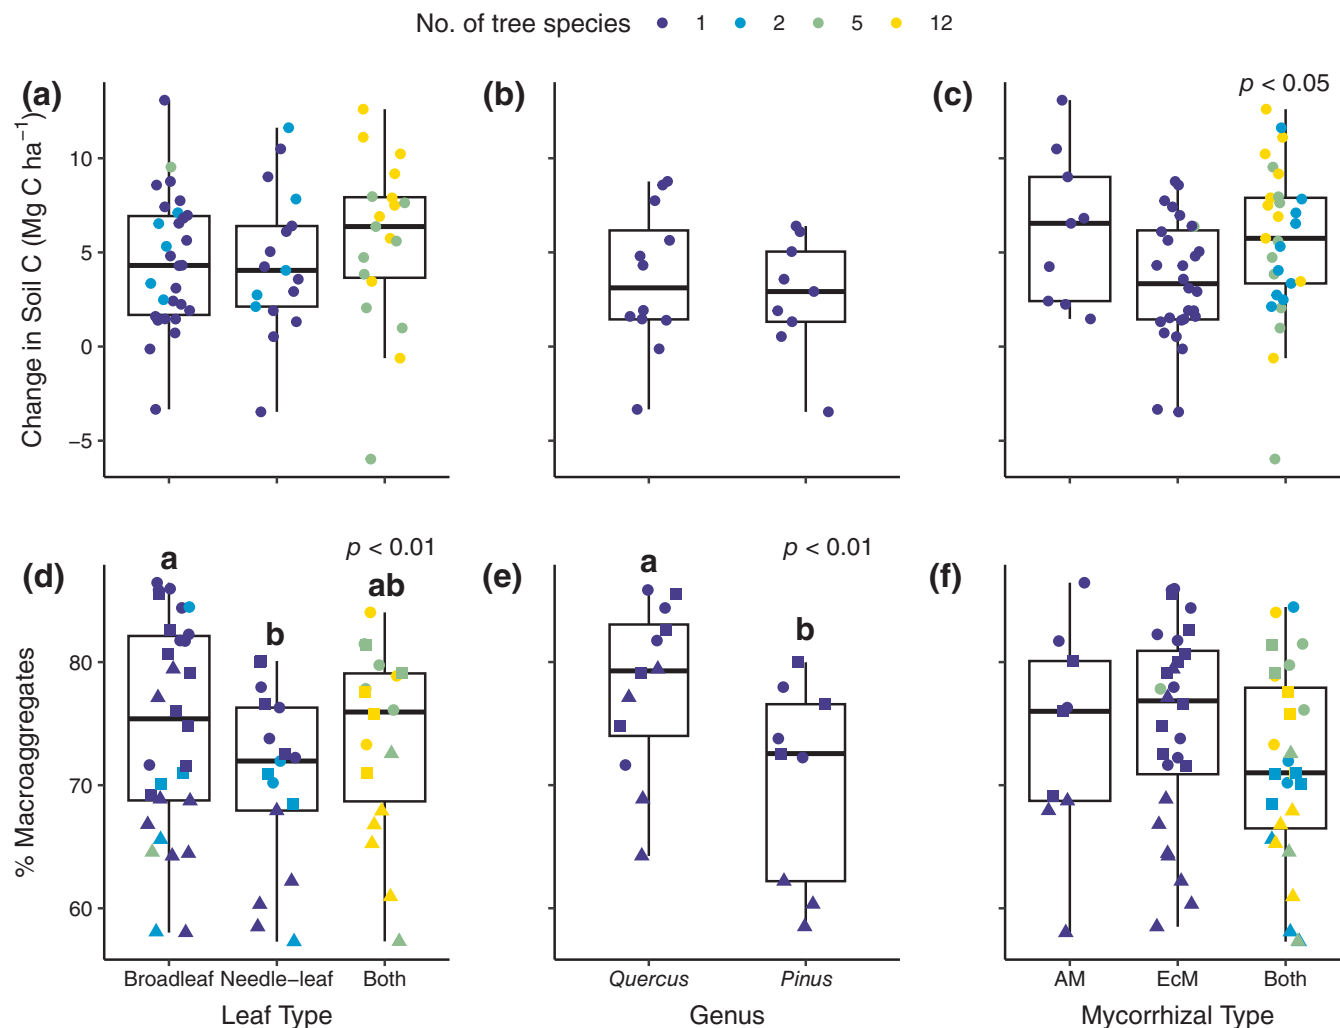 No. of tree species 1 2 5 12
(a) (b) (c) p < 0.05
Change in Soil C (Mg C ha−1)
10
5
0
−5
p < 0.01 p < 0.01
(d) a b ab (e) a b (f)
% Macroaggregates
80
70
60
Broadleaf Needle−leaf Both Quercus Pinus AM EcM Both
Leaf Type Genus Mycorrhizal Type